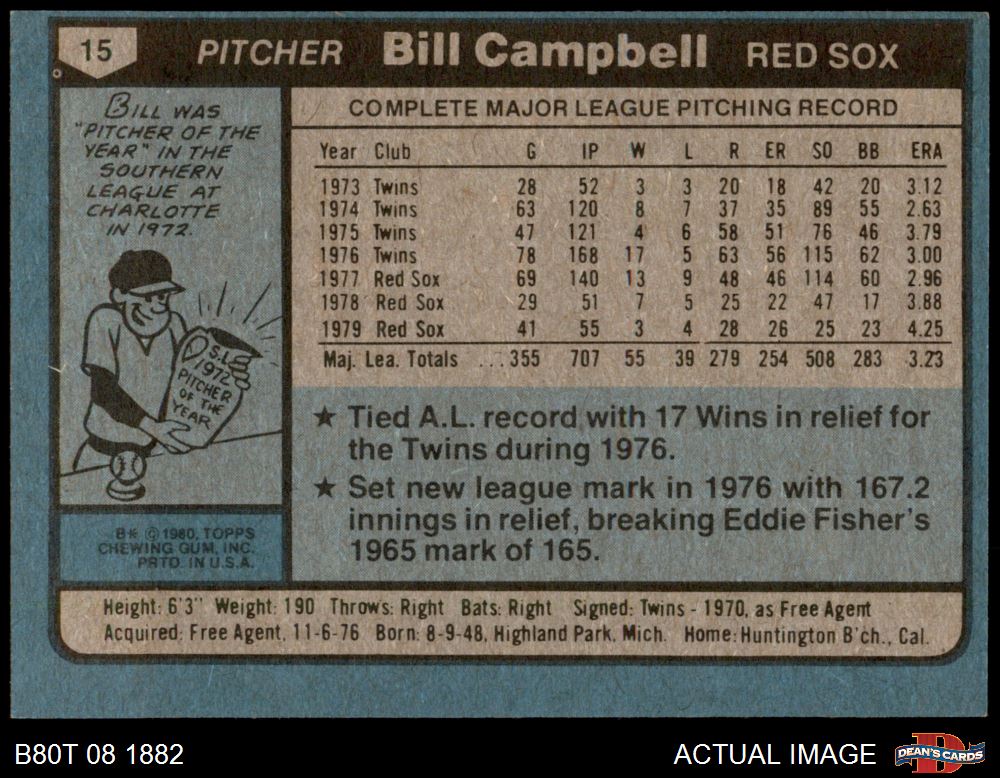 15 PITCHER Bill Campbell RED SOX
BILL WAS
"PITCHER OF THE
YEAR" IN THE
SOUTHERN
LEAGUE AT
CHARLOTTE
IN 1972.
S.L.
1972
PITCHER
OF THE
YEAR
B* © 1980, TOPPS
CHEWING GUM, INC.
PRTD. IN U.S.A.
COMPLETE MAJOR LEAGUE PITCHING RECORD
Year Club G IP W L R ER SO BB ERA
1973 Twins 28 52 3 3 20 18 42 20 3.12
1974 Twins 63 120 8 7 37 35 89 55 2.63
1975 Twins 47 121 4 6 58 51 76 46 3.79
1976 Twins 78 168 17 5 63 56 115 62 3.00
1977 Red Sox 69 140 13 9 48 46 114 60 2.96
1978 Red Sox 29 51 7 5 25 22 47 17 3.88
1979 Red Sox 41 55 3 4 28 26 25 23 4.25
Maj. Lea. Totals ... 355 707 55 39 279 254 508 283 3.23
★ Tied A.L. record with 17 Wins in relief for
the Twins during 1976.
★ Set new league mark in 1976 with 167.2
innings in relief, breaking Eddie Fisher's
1965 mark of 165.
Height: 6'3" Weight: 190 Throws: Right Bats: Right Signed: Twins - 1970, as Free Agent
Acquired: Free Agent, 11-6-76 Born: 8-9-48, Highland Park, Mich. Home: Huntington B'ch., Cal.
B80T 08 1882 ACTUAL IMAGE DEAN'S CARDS